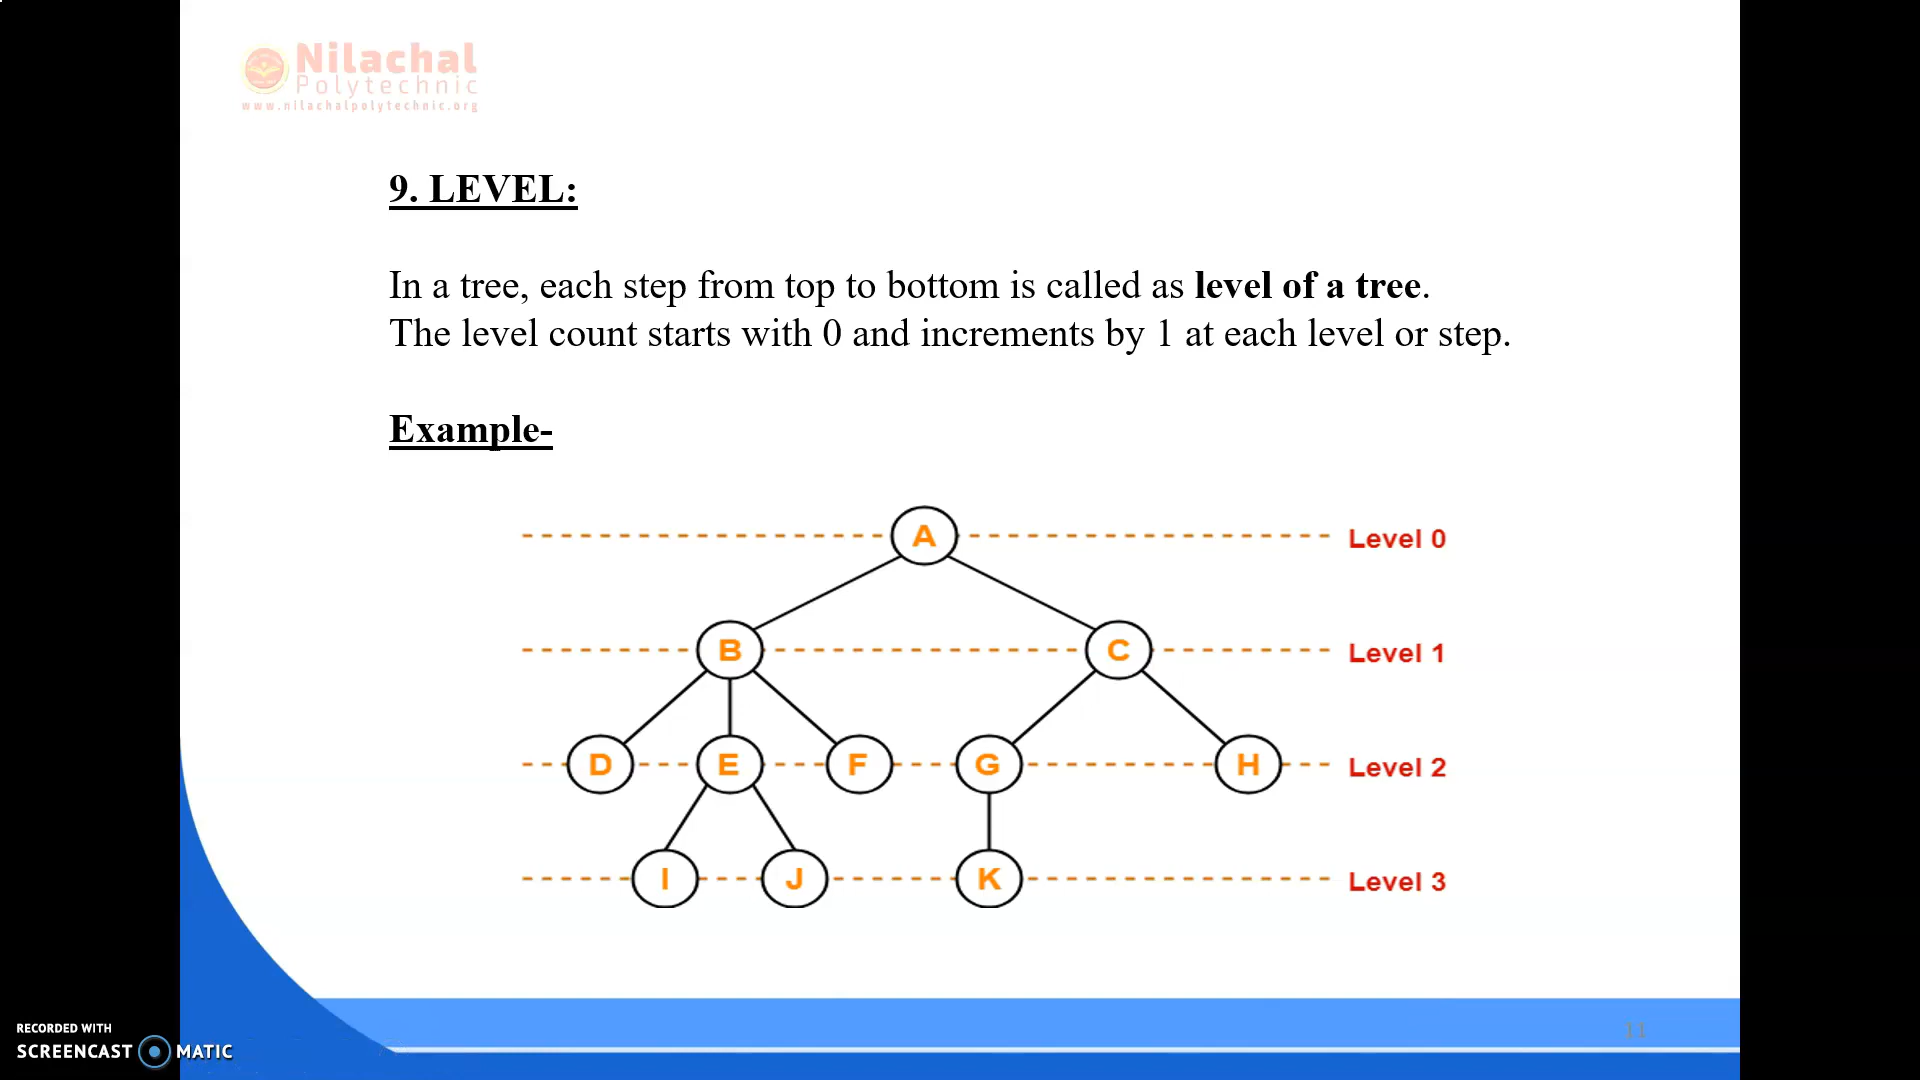 Nilachal
Polytechnic
www.nilachalpolytechnic.org
9. LEVEL:
In a tree, each step from top to bottom is called as level of a tree.
The level count starts with 0 and increments by 1 at each level or step.
Example-
A Level 0
B C Level 1
D E F G H Level 2
I J K Level 3
11
RECORDED WITH
SCREENCAST MATIC